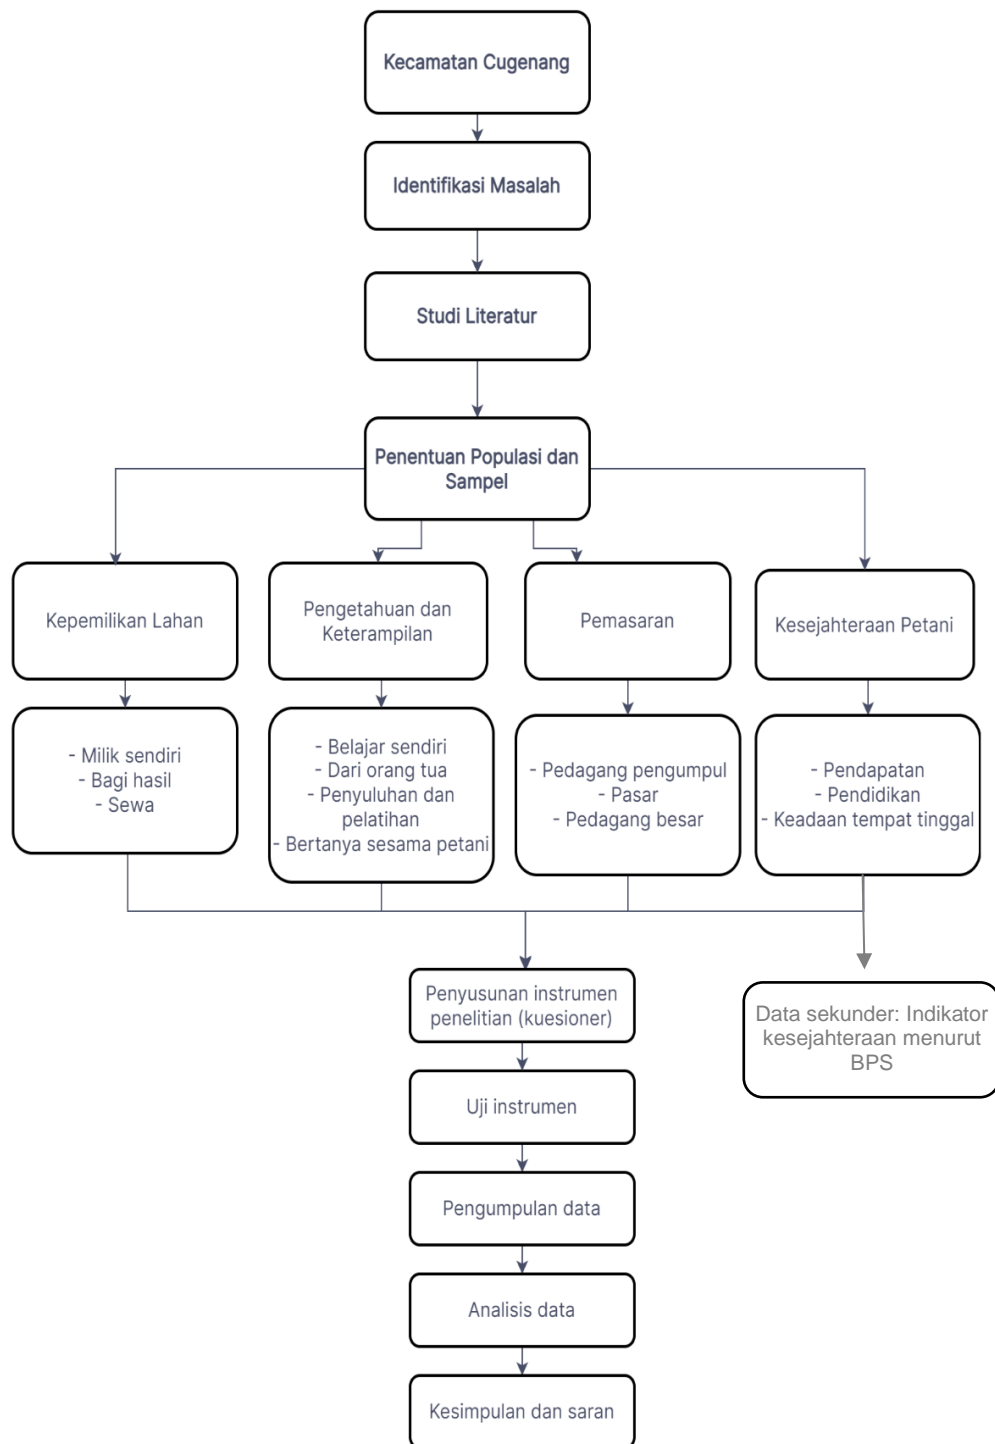 Kecamatan Cugenang
Identifikasi Masalah
Studi Literatur
Penentuan Populasi dan
Sampel
Kepemilikan Lahan
Pengetahuan dan
Keterampilan
Pemasaran
Kesejahteraan Petani
- Milik sendiri
- Bagi hasil
- Sewa
- Belajar sendiri
- Dari orang tua
- Penyuluhan dan
pelatihan
- Bertanya sesama petani
- Pedagang pengumpul
- Pasar
- Pedagang besar
- Pendapatan
- Pendidikan
- Keadaan tempat tinggal
Penyusunan instrumen
penelitian (kuesioner)
Data sekunder: Indikator
kesejahteraan menurut
BPS
Uji instrumen
Pengumpulan data
Analisis data
Kesimpulan dan saran